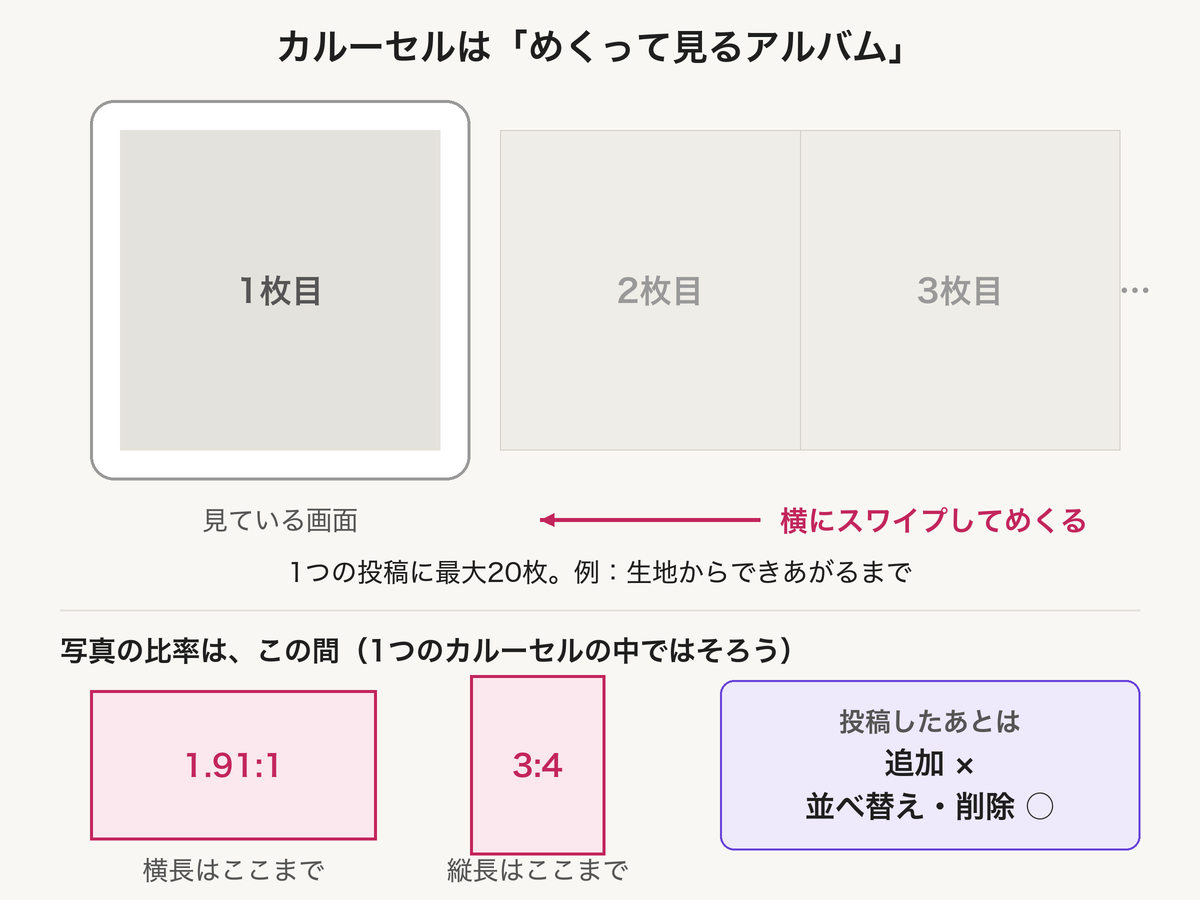 カルーセルは「めくって見るアルバム」
1枚目
2枚目
3枚目
…
見ている画面
横にスワイプしてめくる
1つの投稿に最大20枚。例：生地からできあがるまで
写真の比率は、この間（1つのカルーセルの中ではそろう）
1.91:1
横長はここまで
3:4
縦長はここまで
投稿したあとは
追加 ×
並べ替え・削除 ○